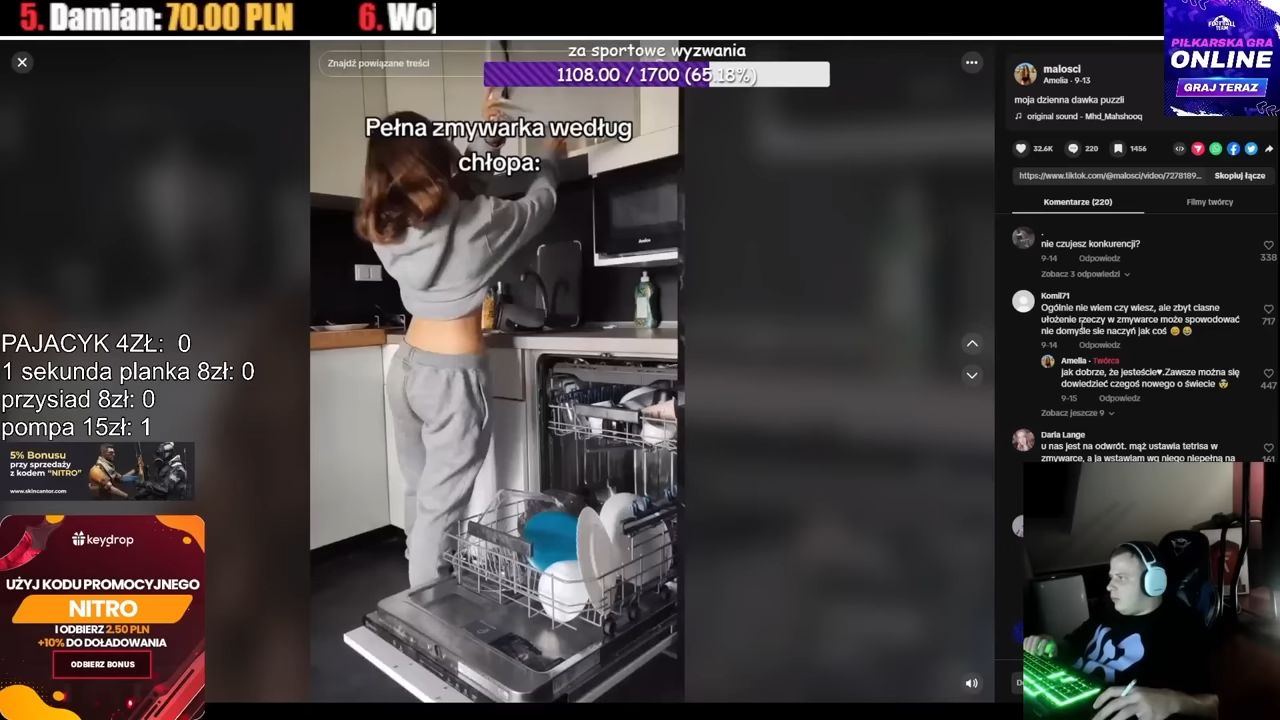 5. Damian: 70.00 PLN
6. Woj
za sportowe wyzwania
1108.00 / 1700 (65.18%)
Znajdź powiązane treści
Pełna zmywarka według
chłopa:
PAJACYK 4ZŁ: 0
1 sekunda planka 8zł: 0
przysiad 8zł: 0
pompa 15zł: 1
5% Bonusu
przy sprzedaży
z kodem "NITRO"
www.skincantor.com
keydrop
UŻYJ KODU PROMOCYJNEGO
NITRO
I ODBIERZ 2.50 PLN
+10% DO DOŁADOWANIA
ODBIERZ BONUS
FOOTBALL
TEAM
PIŁKARSKA GRA
ONLINE
GRAJ TERAZ
malosci
Amelia · 9-13
moja dzienna dawka puzzli
original sound - Mhd_Mahshooq
32.6K
220
1456
https://www.tiktok.com/@malosci/video/7278189...
Skopiuj łącze
Komentarze (220)
Filmy twórcy
.
nie czujesz konkurencji?
338
9-14 Odpowiedz
Zobacz 3 odpowiedzi
Komil71
Ogólnie nie wiem czy wiesz, ale zbyt ciasne
ułożenie rzeczy w zmywarce może spowodować
717
nie domyśle sie naczyń jak coś
9-14 Odpowiedz
Amelia · Twórca
jak dobrze, że jesteście♥.Zawsze można się
dowiedzieć czegoś nowego o świecie
447
9-15 Odpowiedz
Zobacz jeszcze 9
Daria Lange
u nas jest na odwrót. mąż ustawia tetrisa w
zmywarce, a ja wstawiam wg niego niepełną na
161